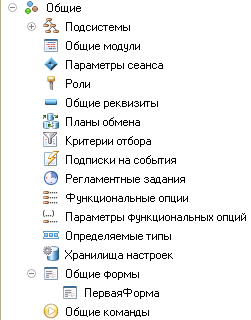 Общие
Подсистемы
Общие модули
Параметры сеанса
Роли
Общие реквизиты
Планы обмена
Критерии отбора
Подписки на события
Регламентные задания
Функциональные опции
Параметры функциональных опций
Определяемые типы
Хранилища настроек
Общие формы
ПерваяФорма
Общие команды